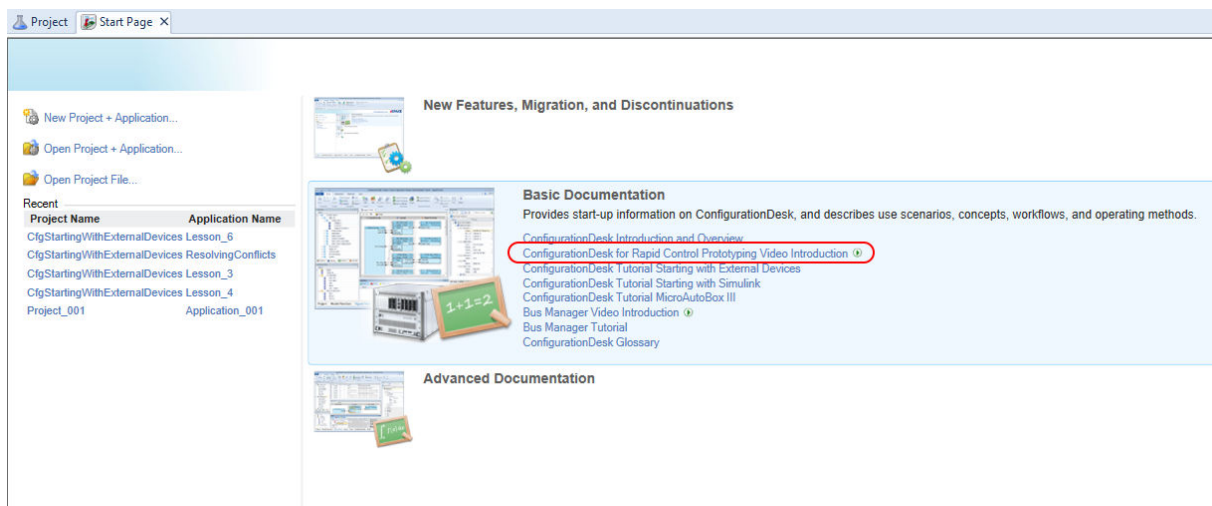 Project
Start Page
New Project + Application...
Open Project + Application...
Open Project File...
Recent
Project Name Application Name
CfgStartingWithExternalDevices Lesson_6
CfgStartingWithExternalDevices ResolvingConflicts
CfgStartingWithExternalDevices Lesson_3
CfgStartingWithExternalDevices Lesson_4
Project_001 Application_001
New Features, Migration, and Discontinuations
Basic Documentation
Provides start-up information on ConfigurationDesk, and describes use scenarios, concepts, workflows, and operating methods.
ConfigurationDesk Introduction and Overview
ConfigurationDesk for Rapid Control Prototyping Video Introduction
ConfigurationDesk Tutorial Starting with External Devices
ConfigurationDesk Tutorial Starting with Simulink
ConfigurationDesk Tutorial MicroAutoBox III
Bus Manager Video Introduction
Bus Manager Tutorial
ConfigurationDesk Glossary
1+1=2
Advanced Documentation